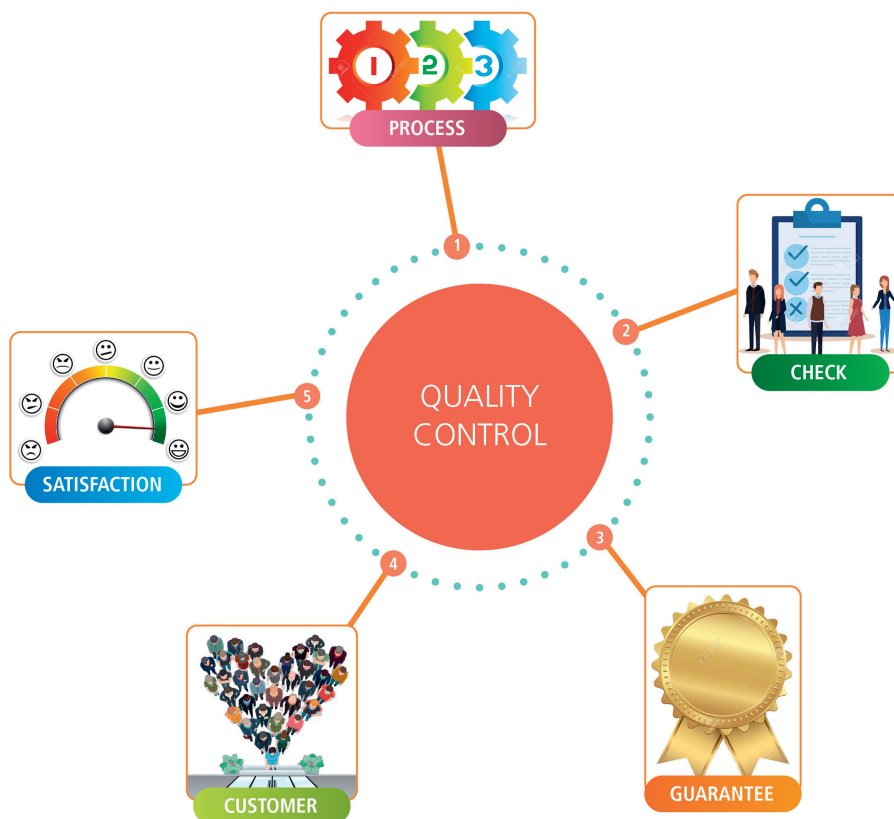 1 2 3
PROCESS
1
CHECK
2
QUALITY
CONTROL
3
GUARANTEE
4
CUSTOMER
5
SATISFACTION